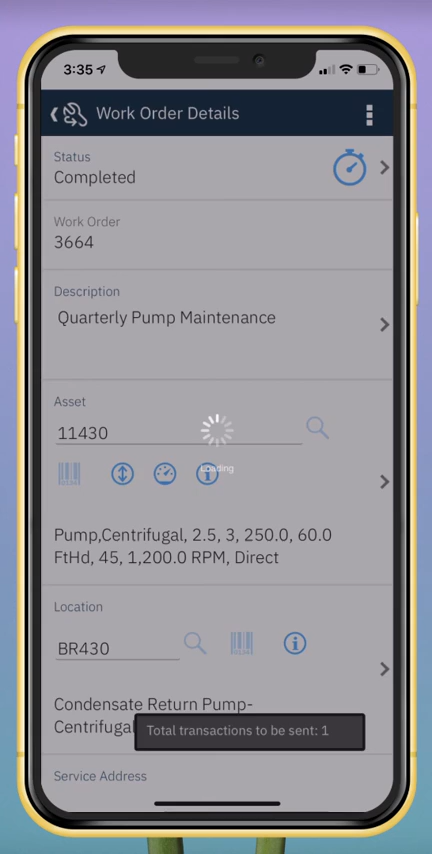 3:35
Work Order Details
Status
Completed
Work Order
3664
Description
Quarterly Pump Maintenance
Asset
11430
Loading
Pump,Centrifugal, 2.5, 3, 250.0, 60.0
FtHd, 45, 1,200.0 RPM, Direct
Location
BR430
Condensate Return Pump-
Centrifugal
Total transactions to be sent: 1
Service Address